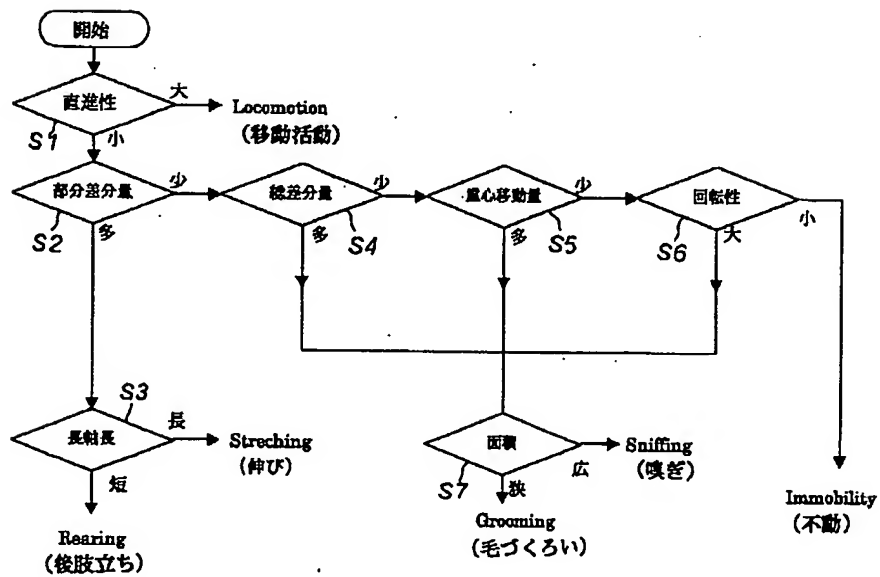 開始
直進性
大
Locomotion
(移動活動)
S1
小
部分差分量
少
S2
多
総差分量
少
S4
多
重心移動量
少
S5
多
回転性
小
S6
大
S3
長軸長
長
Streching
(伸び)
短
Rearing
(後肢立ち)
面積
広
Sniffing
(嗅ぎ)
S7
狭
Grooming
(毛づくろい)
Immobility
(不動)